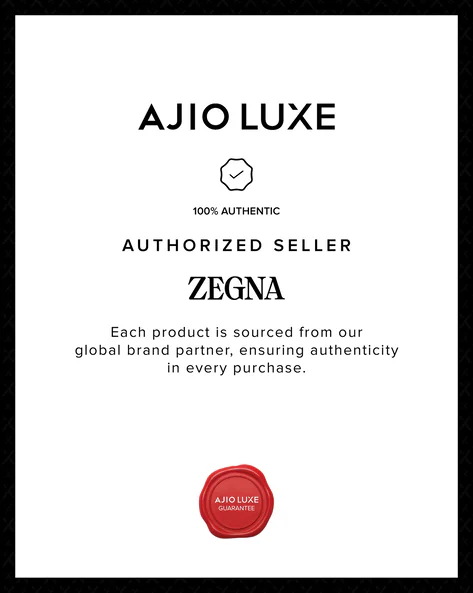 AJIO LUXE
100% AUTHENTIC
AUTHORIZED SELLER
ZEGNA
Each product is sourced from our
global brand partner, ensuring authenticity
in every purchase.
AJIO LUXE
GUARANTEE